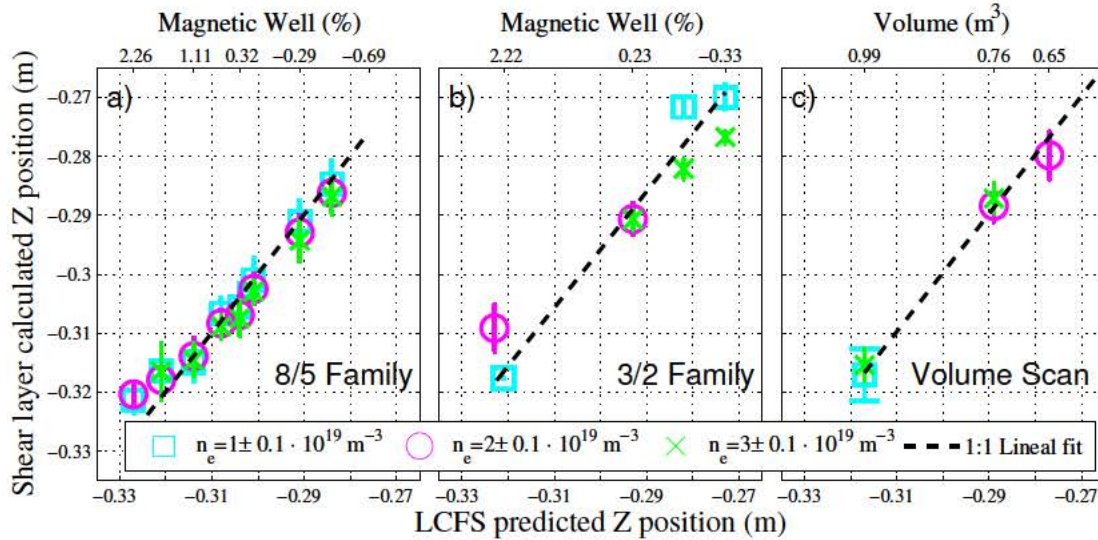 Magnetic Well (%) Magnetic Well (%) Volume (m³)
2.26 1.11 0.32 −0.29 −0.69 2.22 0.23 −0.33 0.99 0.76 0.65
Shear layer calculated Z position (m)
a) b) c)
−0.27
−0.28
−0.29
−0.3
−0.31
−0.32
−0.33
8/5 Family 3/2 Family Volume Scan
n_e=1± 0.1 · 10¹⁹ m⁻³ n_e=2± 0.1 · 10¹⁹ m⁻³ n_e=3± 0.1 · 10¹⁹ m⁻³ 1:1 Lineal fit
−0.33 −0.31 −0.29 −0.27 −0.33 −0.31 −0.29 −0.27 −0.33 −0.31 −0.29 −0.27
LCFS predicted Z position (m)